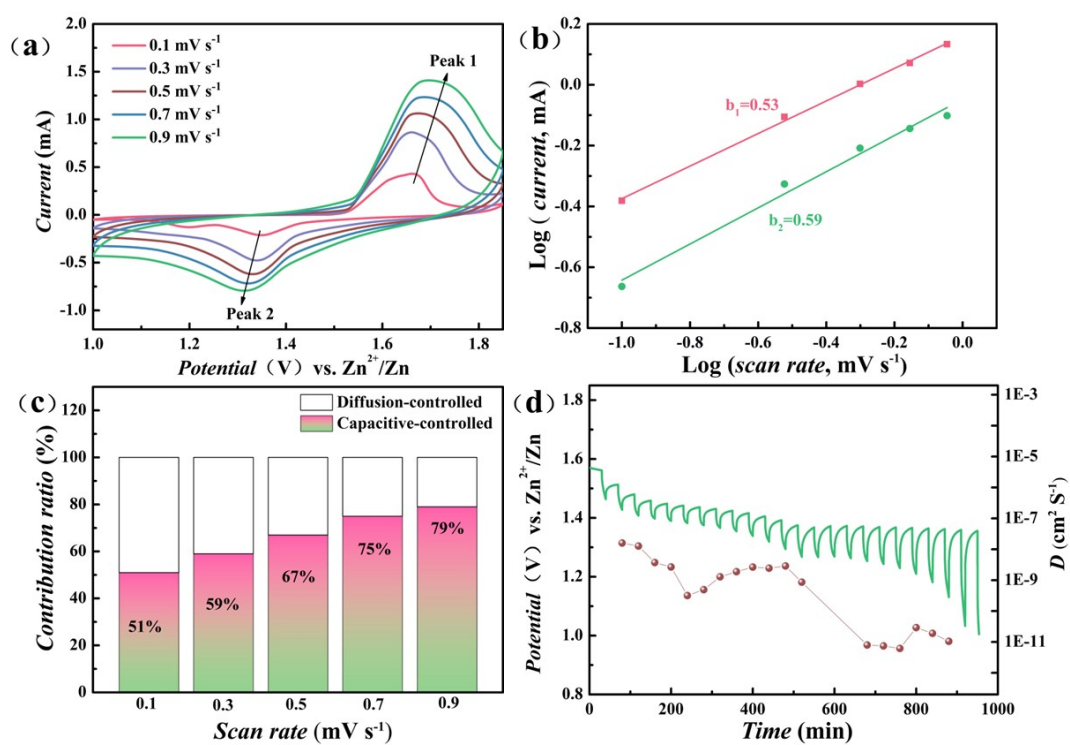 (a)
2.0
1.5
1.0
0.5
0.0
-0.5
-1.0
Current (mA)
0.1 mV s⁻¹
0.3 mV s⁻¹
0.5 mV s⁻¹
0.7 mV s⁻¹
0.9 mV s⁻¹
Peak 1
Peak 2
1.0 1.2 1.4 1.6 1.8
Potential（V）vs. Zn²⁺/Zn
(b)
0.2
0.0
-0.2
-0.4
-0.6
-0.8
Log (current, mA)
b₁=0.53
b₂=0.59
-1.0 -0.8 -0.6 -0.4 -0.2 0.0
Log (scan rate, mV s⁻¹)
(c)
120
100
80
60
40
20
0
Contribution ratio (%)
Diffusion-controlled
Capacitive-controlled
51%
59%
67%
75%
79%
0.1 0.3 0.5 0.7 0.9
Scan rate (mV s⁻¹)
(d)
1.8
1.6
1.4
1.2
1.0
0.8
Potential（V）vs. Zn²⁺/Zn
1E-3
1E-5
1E-7
1E-9
1E-11
D (cm² S⁻¹)
0 200 400 600 800 1000
Time (min)